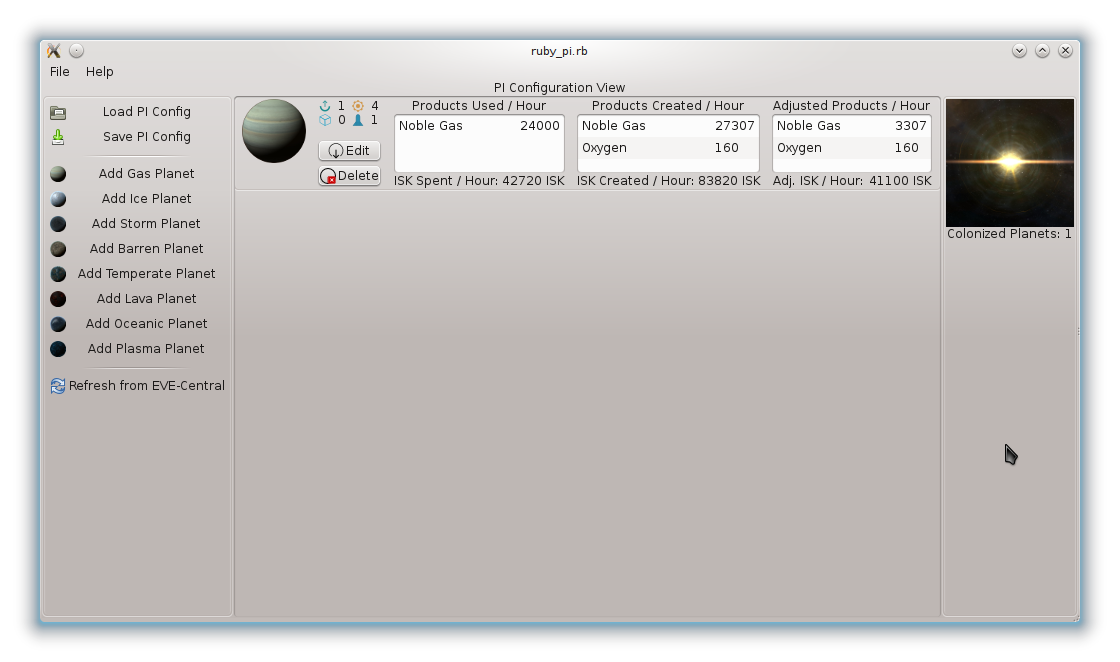 ruby_pi.rb
File Help
PI Configuration View
Load PI Config
Save PI Config
Add Gas Planet
Add Ice Planet
Add Storm Planet
Add Barren Planet
Add Temperate Planet
Add Lava Planet
Add Oceanic Planet
Add Plasma Planet
Refresh from EVE-Central
1 4
0 1
Edit
Delete
Products Used / Hour
Noble Gas 24000
ISK Spent / Hour: 42720 ISK
Products Created / Hour
Noble Gas 27307
Oxygen 160
ISK Created / Hour: 83820 ISK
Adjusted Products / Hour
Noble Gas 3307
Oxygen 160
Adj. ISK / Hour: 41100 ISK
Colonized Planets: 1